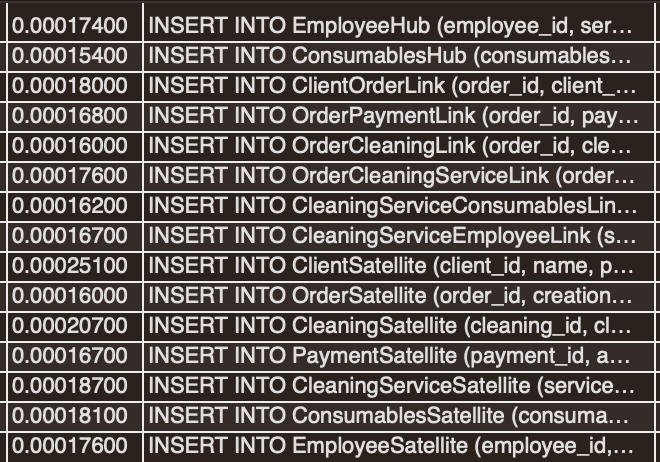 0.00017400 INSERT INTO EmployeeHub (employee_id, ser...
0.00015400 INSERT INTO ConsumablesHub (consumables...
0.00018000 INSERT INTO ClientOrderLink (order_id, client_...
0.00016800 INSERT INTO OrderPaymentLink (order_id, pay...
0.00016000 INSERT INTO OrderCleaningLink (order_id, cle...
0.00017600 INSERT INTO OrderCleaningServiceLink (order...
0.00016200 INSERT INTO CleaningServiceConsumablesLin...
0.00016700 INSERT INTO CleaningServiceEmployeeLink (s...
0.00025100 INSERT INTO ClientSatellite (client_id, name, p...
0.00016000 INSERT INTO OrderSatellite (order_id, creation...
0.00020700 INSERT INTO CleaningSatellite (cleaning_id, cl...
0.00016700 INSERT INTO PaymentSatellite (payment_id, a...
0.00018700 INSERT INTO CleaningServiceSatellite (service...
0.00018100 INSERT INTO ConsumablesSatellite (consuma...
0.00017600 INSERT INTO EmployeeSatellite (employee_id,...